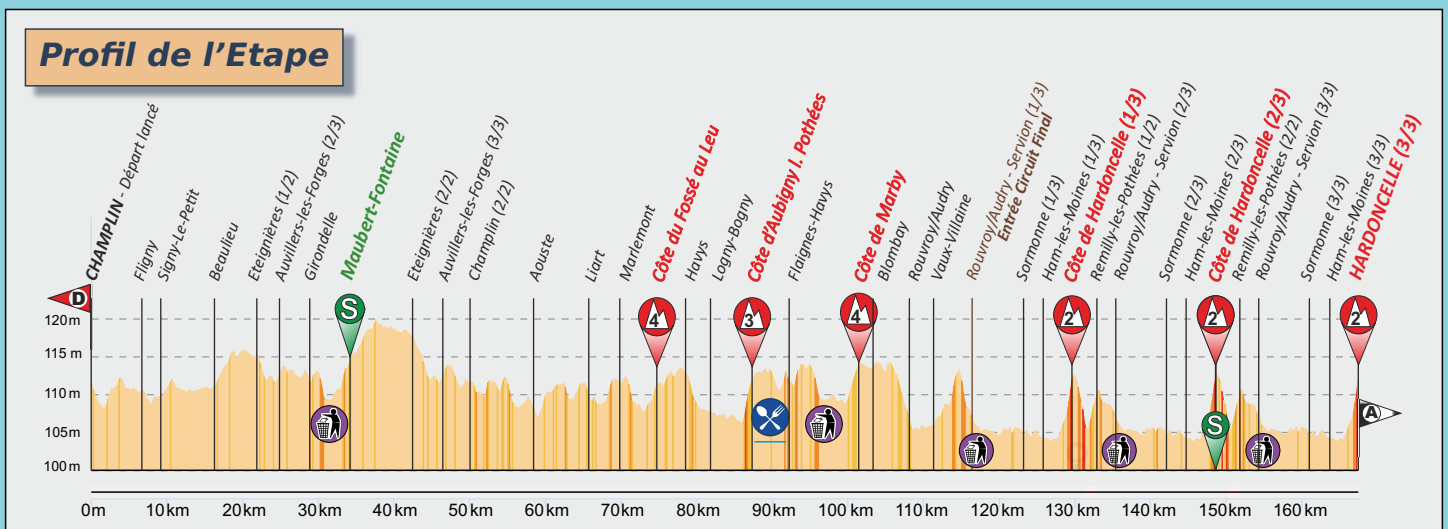 Profil de l'Etape
CHAMPLIN - Départ lancé
Fligny
Signy-Le-Petit
Beaulieu
Eteignières (1/2)
Auvillers-les-Forges (2/3)
Girondelle
Maubert-Fontaine
Eteignières (2/2)
Auvillers-les-Forges (3/3)
Champlin (2/2)
Aouste
Liart
Marlemont
Côte du Fossé au Leu
Havys
Logny-Bogny
Côte d'Aubigny l. Pothées
Flaignes-Havys
Côte de Marby
Blombay
Rouvroy/Audry
Vaux-Villaine
Rouvroy/Audry - Servion (1/3)
Entrée Circuit Final
Sormonne (1/3)
Ham-les-Moines (1/3)
Côte de Hardoncelle (1/3)
Remilly-les-Pothées (1/2)
Rouvroy/Audry - Servion (2/3)
Sormonne (2/3)
Ham-les-Moines (2/3)
Côte de Hardoncelle (2/3)
Remilly-les-Pothées (2/2)
Rouvroy/Audry - Servion (3/3)
Sormonne (3/3)
Ham-les-Moines (3/3)
HARDONCELLE (3/3)
D
S
4
3
4
2
2
2
S
A
120m
115 m
110m
105m
100m
0m
10km
20km
30km
40km
50km
60km
70km
80km
90km
100km
110km
120km
130km
140km
150km
160km